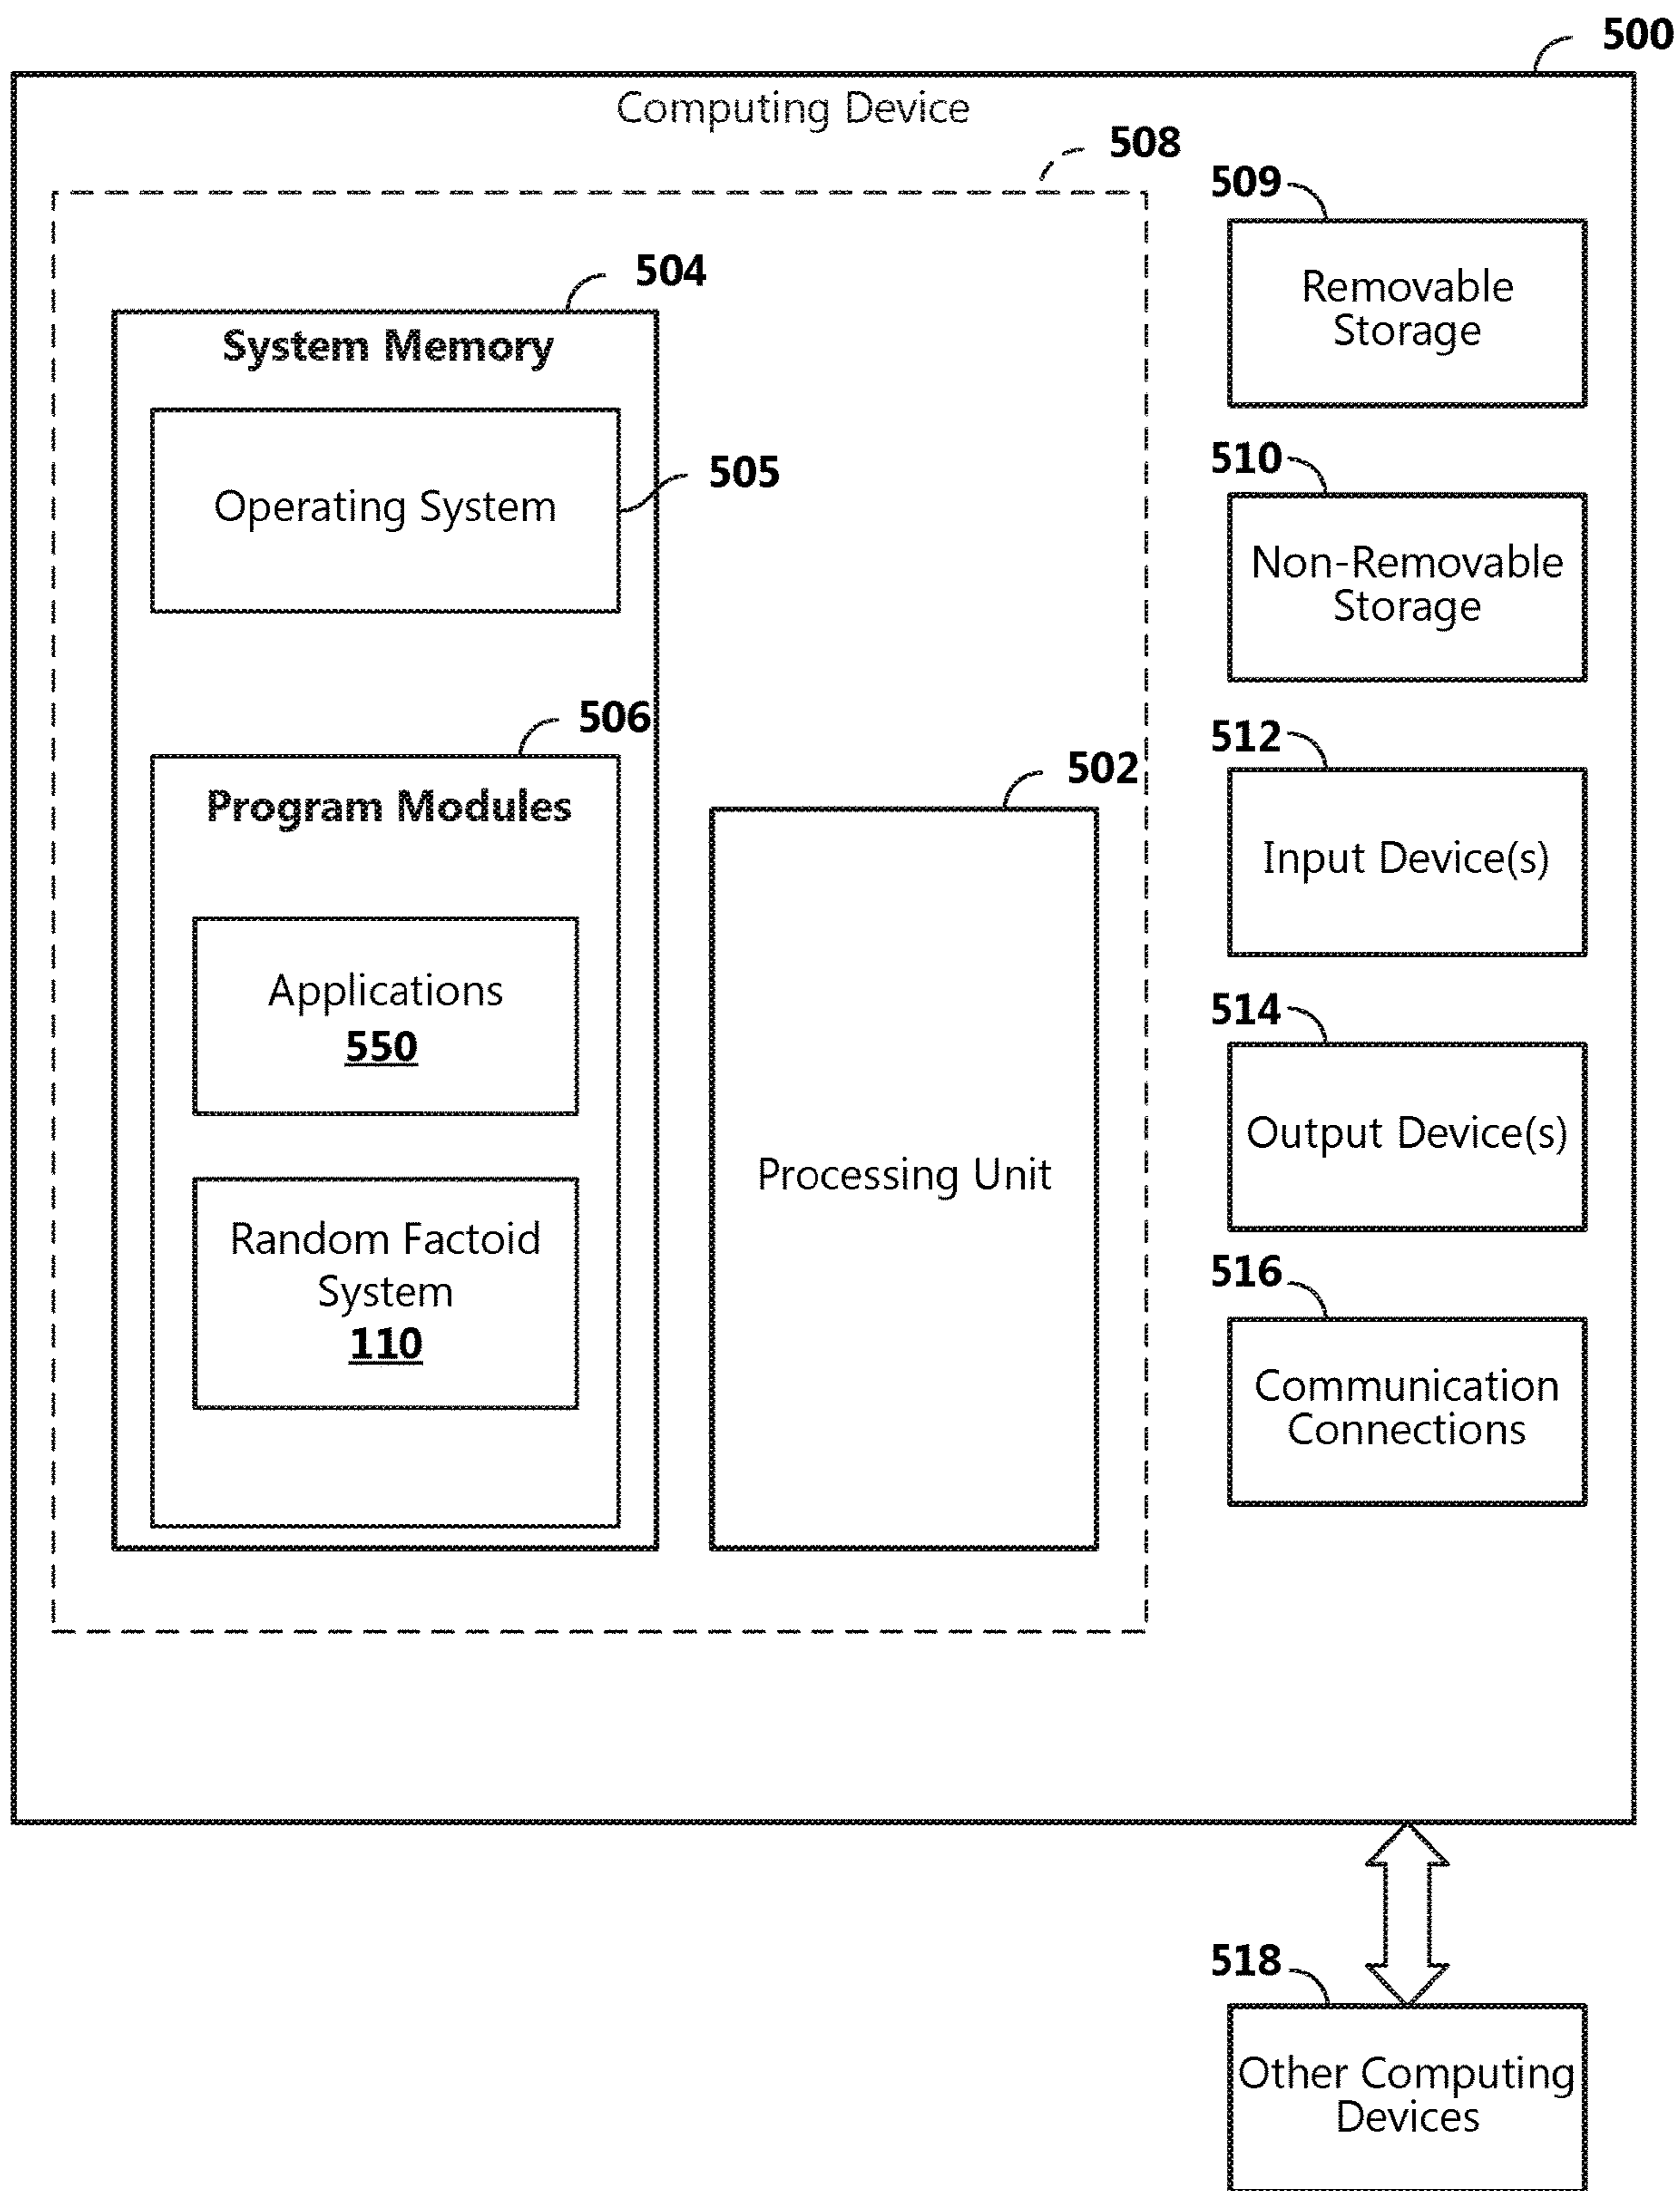 500
Computing Device
508
509
Removable
Storage
504
System Memory
Operating System
505
510
Non-Removable
Storage
506
Program Modules
502
512
Input Device(s)
Applications
550
Processing Unit
514
Output Device(s)
Random Factoid
System
110
516
Communication
Connections
518
Other Computing
Devices